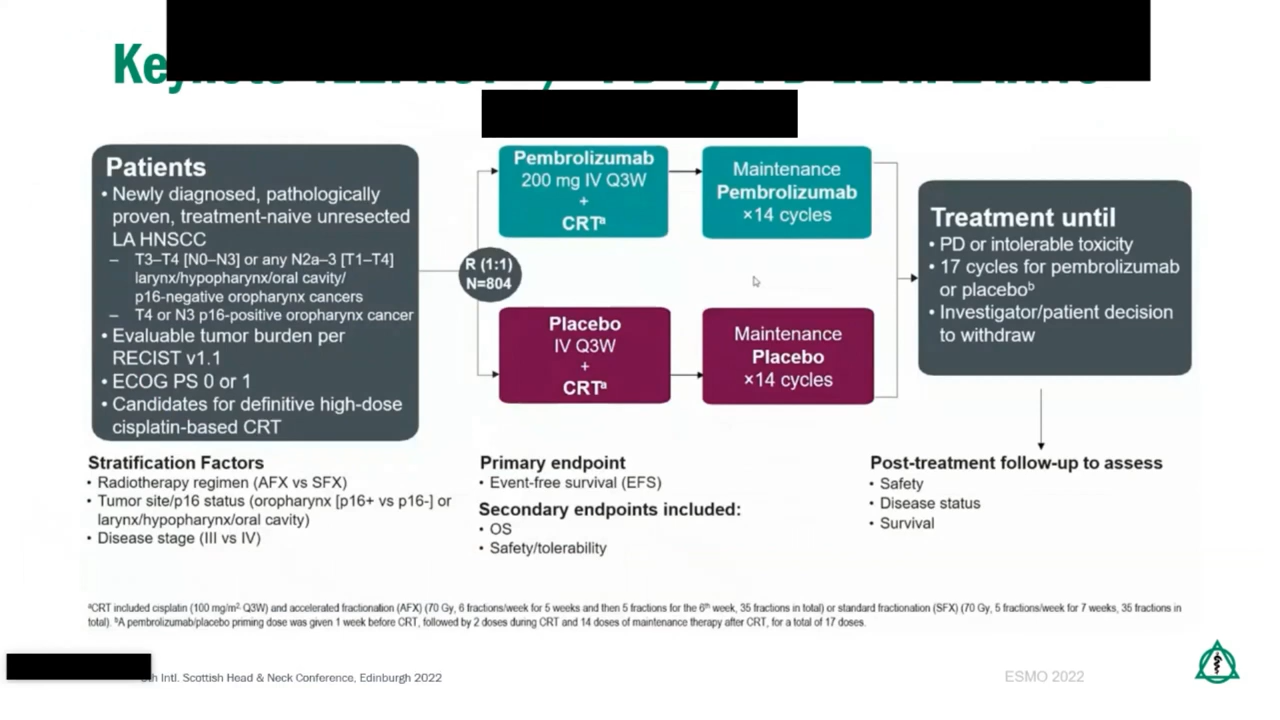 Patients
• Newly diagnosed, pathologically
proven, treatment-naive unresected
LA HNSCC
– T3–T4 [N0–N3] or any N2a–3 [T1–T4]
larynx/hypopharynx/oral cavity/
p16-negative oropharynx cancers
– T4 or N3 p16-positive oropharynx cancer
• Evaluable tumor burden per
RECIST v1.1
• ECOG PS 0 or 1
• Candidates for definitive high-dose
cisplatin-based CRT
R (1:1)
N=804
Pembrolizumab
200 mg IV Q3W
+
CRTᵃ
Maintenance
Pembrolizumab
×14 cycles
Placebo
IV Q3W
+
CRTᵃ
Maintenance
Placebo
×14 cycles
Treatment until
• PD or intolerable toxicity
• 17 cycles for pembrolizumab
or placeboᵇ
• Investigator/patient decision
to withdraw
Stratification Factors
• Radiotherapy regimen (AFX vs SFX)
• Tumor site/p16 status (oropharynx [p16+ vs p16-] or
larynx/hypopharynx/oral cavity)
• Disease stage (III vs IV)
Primary endpoint
• Event-free survival (EFS)
Secondary endpoints included:
• OS
• Safety/tolerability
Post-treatment follow-up to assess
• Safety
• Disease status
• Survival
ᵃCRT included cisplatin (100 mg/m² Q3W) and accelerated fractionation (AFX) (70 Gy, 6 fractions/week for 5 weeks and then 5 fractions for the 6ᵗʰ week, 35 fractions in total) or standard fractionation (SFX) (70 Gy, 5 fractions/week for 7 weeks, 35 fractions in
total). ᵇA pembrolizumab/placebo priming dose was given 1 week before CRT, followed by 2 doses during CRT and 14 doses of maintenance therapy after CRT, for a total of 17 doses.
Intl. Scottish Head & Neck Conference, Edinburgh 2022
ESMO 2022